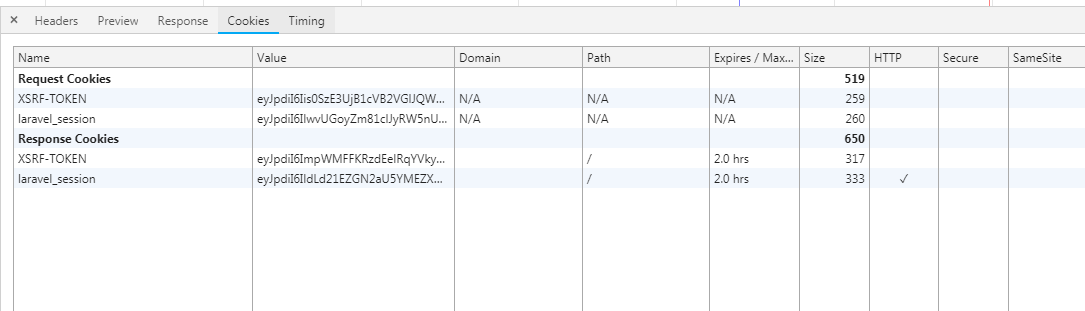 × Headers Preview Response Cookies Timing
Name Value Domain Path Expires / Max... Size HTTP Secure SameSite
Request Cookies 519
XSRF-TOKEN eyJpdiI6Iis0SzE3UjB1cVB2VGlJQW... N/A N/A N/A 259
laravel_session eyJpdiI6IlwvUGoyZm81clJyRW5nU... N/A N/A N/A 260
Response Cookies 650
XSRF-TOKEN eyJpdiI6ImpWMFFKRzdEelRqYVky... / 2.0 hrs 317
laravel_session eyJpdiI6IldLd21EZGN2aU5YMEZX... / 2.0 hrs 333 ✓